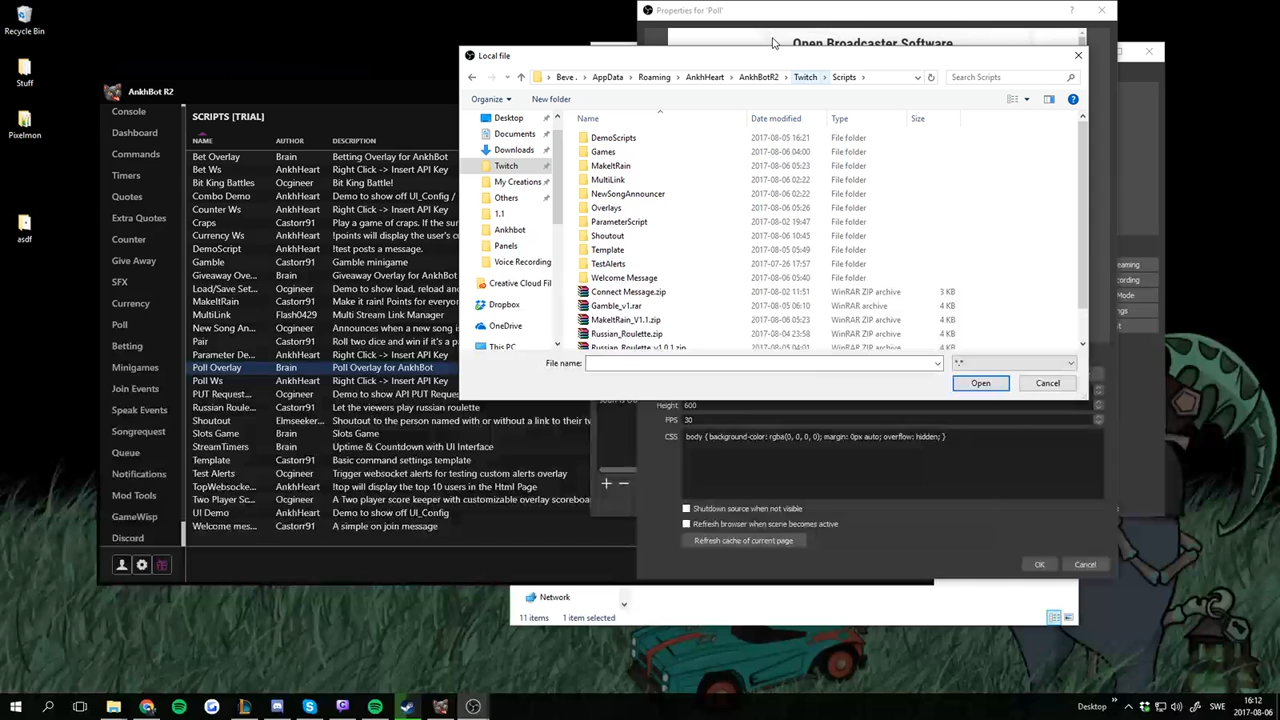 Recycle Bin
Stuff
Pixelmon
asdf
Properties for 'Poll'
?
Open Broadcaster Software
AnkhBot R2
Console
Dashboard
Commands
Timers
Quotes
Extra Quotes
Counter
Give Away
SFX
Currency
Poll
Betting
Minigames
Join Events
Speak Events
Songrequest
Queue
Notifications
Mod Tools
GameWisp
Discord
SCRIPTS [TRIAL]
NAME AUTHOR DESCRIPTION
Bet Overlay Brain Betting Overlay for AnkhBot
Bet Ws AnkhHeart Right Click -> Insert API Key
Bit King Battles Ocgineer Bit King Battle!
Combo Demo AnkhHeart Demo to show off UI_Config /
Counter Ws AnkhHeart Right Click -> Insert API Key
Craps Castorr91 Play a game of craps. If the sum
Currency Ws AnkhHeart !points will display the user's c
DemoScript AnkhHeart !test posts a message.
Gamble Castorr91 Gamble minigame
Giveaway Ove... Brain Giveaway Overlay for AnkhBot
Load/Save Set... Ocgineer Demo to show load, reload and
MakeItRain Castorr91 Make it rain! Points for everyon
MultiLink Flash0429 Multi Stream Link Manager
New Song An... Brain Announces when a new song is
Pair Castorr91 Roll two dice and win if it's a p
Parameter De... AnkhHeart Right Click -> Insert API Key
Poll Overlay Brain Poll Overlay for AnkhBot
Poll Ws AnkhHeart Right Click -> Insert API Key
PUT Request... Ocgineer Demo to show API PUT Request
Russian Roule... Castorr91 Let the viewers play russian roulette
Shoutout Elmseeker... Shoutout to the person named with or without a link to their tw
Slots Game Brain Slots Game
StreamTimers Brain Uptime & Countdown with UI Interface
Template Castorr91 Basic command settings template
Test Alerts Ocgineer Trigger websocket alerts for testing custom alerts overlay
TopWebsocke... AnkhHeart !top will display the top 10 users in the Html Page
Two Player Sc... Ocgineer A Two player score keeper with customizable overlay scoreboa
UI Demo AnkhHeart Demo to show off UI_Config
Welcome mes... Castorr91 A simple on join message
Local file
Beve... > AppData > Roaming > AnkhHeart > AnkhBotR2 > Twitch > Scripts >
Search Scripts
Organize
New folder
Desktop
Documents
Downloads
Twitch
My Creations
Others
1.1
Ankhbot
Panels
Voice Recording
Creative Cloud Fil
Dropbox
OneDrive
This PC
Name Date modified Type Size
DemoScripts 2017-08-05 16:21 File folder
Games 2017-08-06 04:00 File folder
MakeItRain 2017-08-06 05:23 File folder
MultiLink 2017-08-06 02:22 File folder
NewSongAnnouncer 2017-08-06 02:22 File folder
Overlays 2017-08-06 05:26 File folder
ParameterScript 2017-08-02 19:47 File folder
Shoutout 2017-08-06 10:45 File folder
Template 2017-08-05 05:49 File folder
TestAlerts 2017-07-26 17:57 File folder
Welcome Message 2017-08-06 05:40 File folder
Connect Message.zip 2017-08-02 11:51 WinRAR ZIP archive 3 KB
Gamble_v1.rar 2017-08-05 06:10 WinRAR archive 4 KB
MakeItRain_V1.1.zip 2017-08-06 05:23 WinRAR ZIP archive 4 KB
Russian_Roulette.zip 2017-08-04 23:58 WinRAR ZIP archive 4 KB
Russian_Roulette_v1.0.1.zip 2017-08-05 04:01 WinRAR ZIP archive 4 KB
File name:
*.*
Open
Cancel
Height 600
FPS 30
CSS body { background-color: rgba(0, 0, 0, 0); margin: 0px auto; overflow: hidden; }
Shutdown source when not visible
Refresh browser when scene becomes active
Refresh cache of current page
OK
Cancel
eaming
ording
Mode
Network
11 items 1 item selected
Desktop
SWE
16:12
2017-08-06